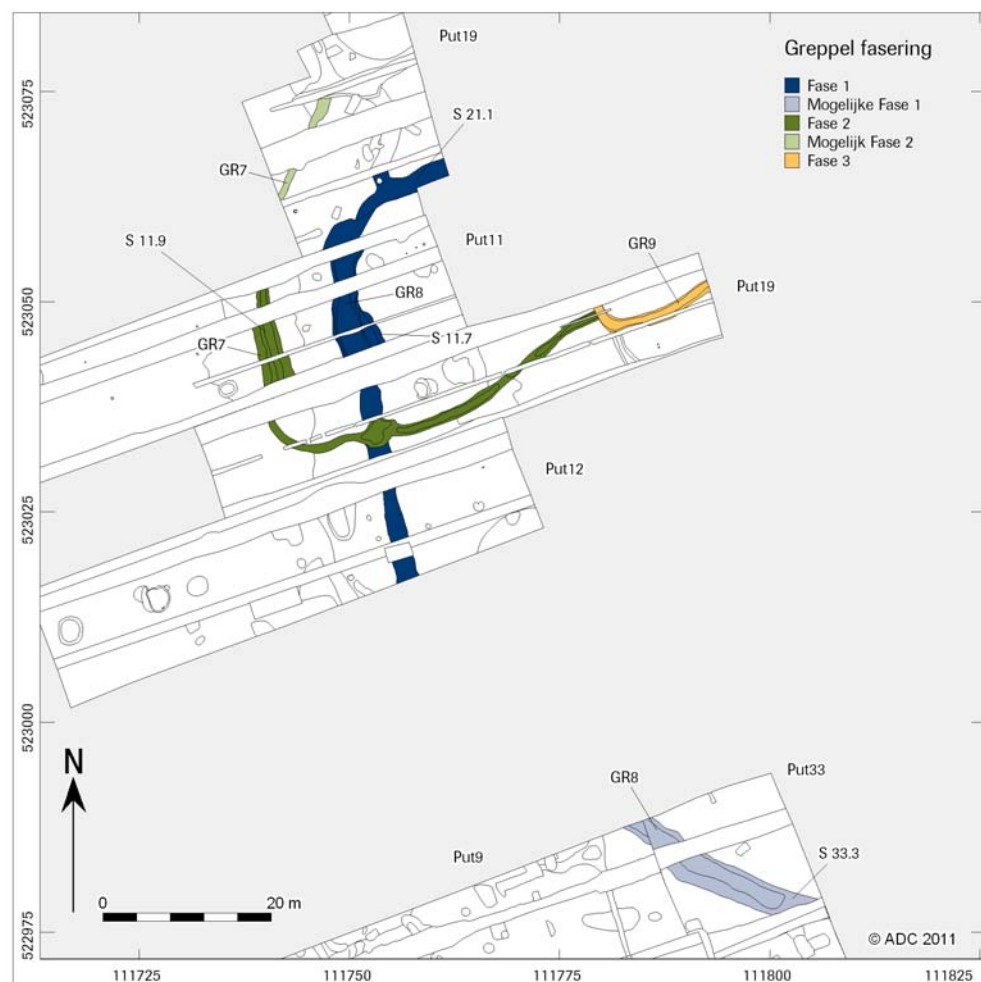 Put19
Greppel fasering
Fase 1
Mogelijke Fase 1
Fase 2
Mogelijk Fase 2
Fase 3
523075
S 21.1
GR7
S 11.9
Put11
GR9
Put19
523050
GR8
GR7
S 11.7
Put12
523025
523000
N
Put33
GR8
Put9
S 33.3
0 20 m
522975
© ADC 2011
111725 111750 111775 111800 111825